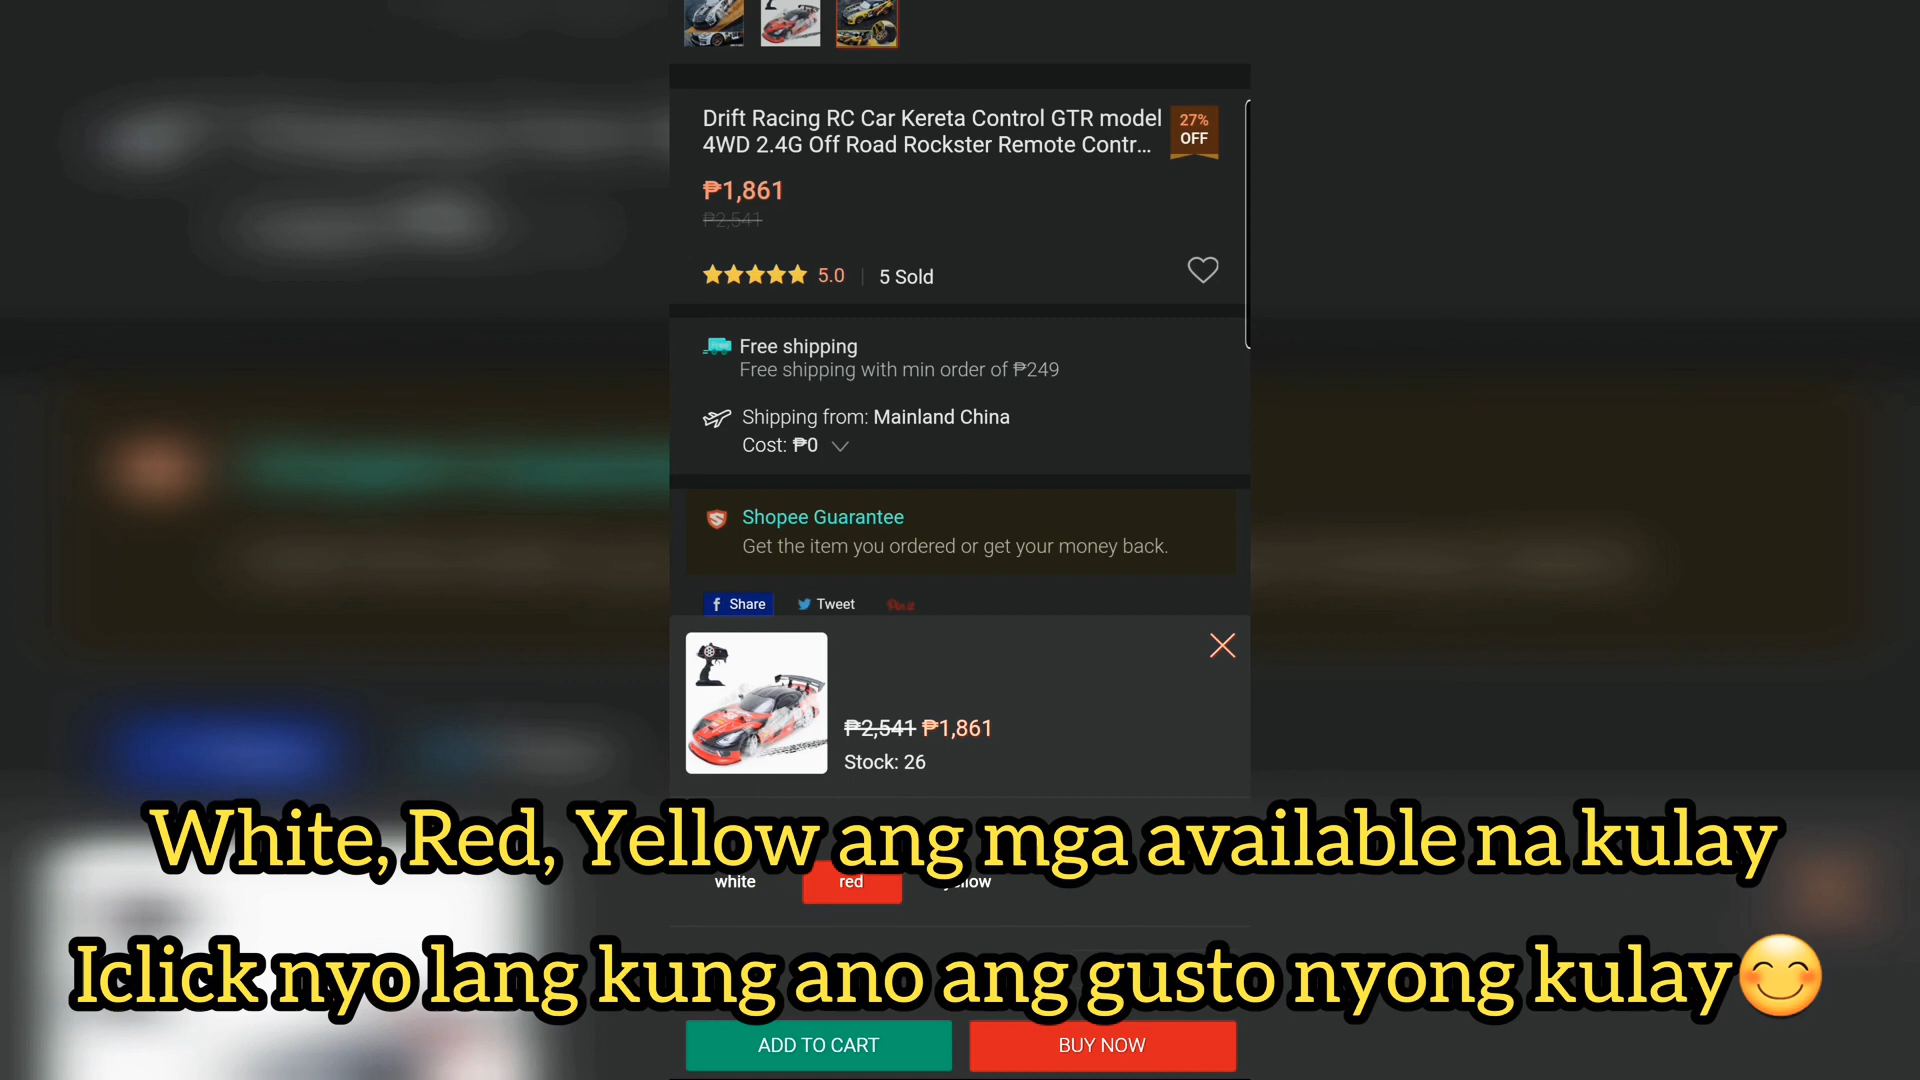 Drift Racing RC Car Kereta Control GTR model
4WD 2.4G Off Road Rockster Remote Contr...
27%
OFF
₱1,861
₱2,541
5.0
5 Sold
Free shipping
Free shipping with min order of ₱249
Shipping from: Mainland China
Cost: ₱0
Shopee Guarantee
Get the item you ordered or get your money back.
Share
Tweet
₱2,541 ₱1,861
Stock: 26
White, Red, Yellow ang mga available na kulay
white
red
yellow
Iclick nyo lang kung ano ang gusto nyong kulay😊
ADD TO CART
BUY NOW